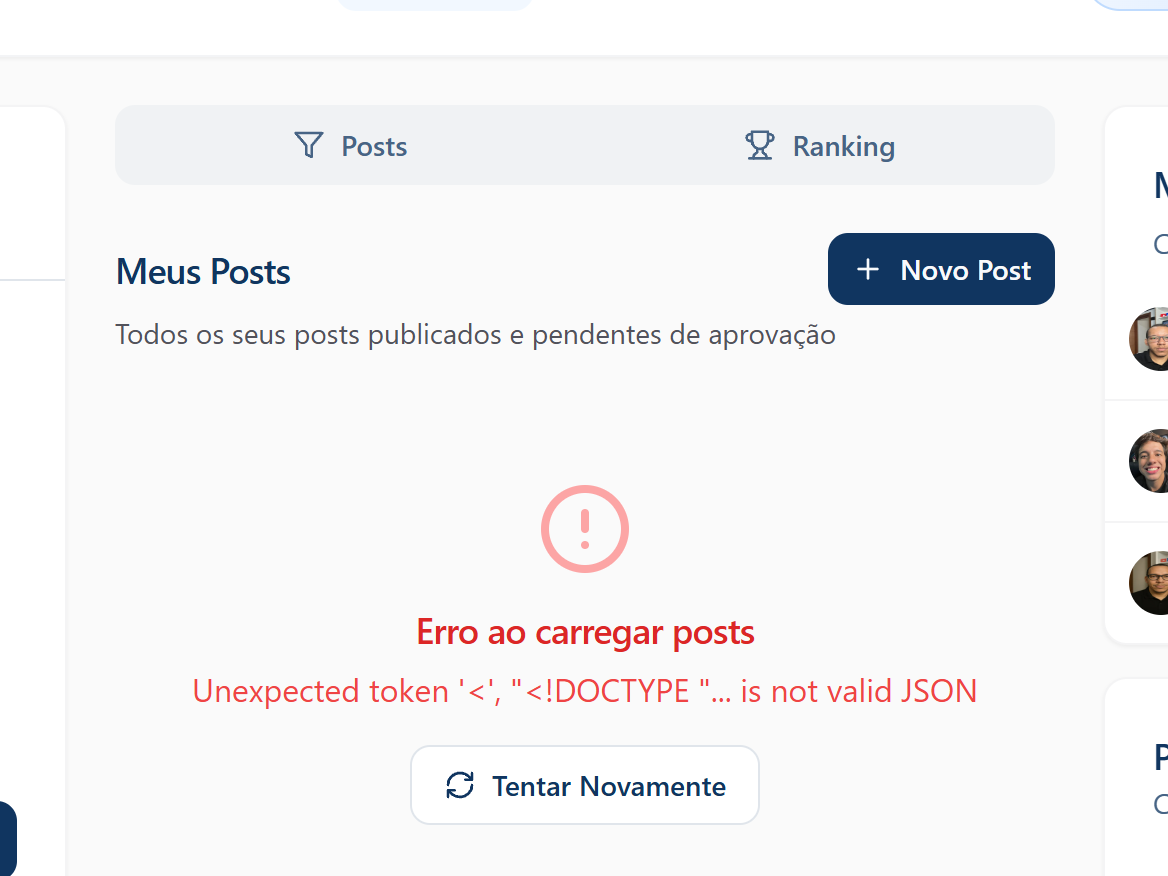 Posts
Ranking
Meus Posts
Novo Post
Todos os seus posts publicados e pendentes de aprovação
Erro ao carregar posts
Unexpected token '<', "<!DOCTYPE "... is not valid JSON
Tentar Novamente